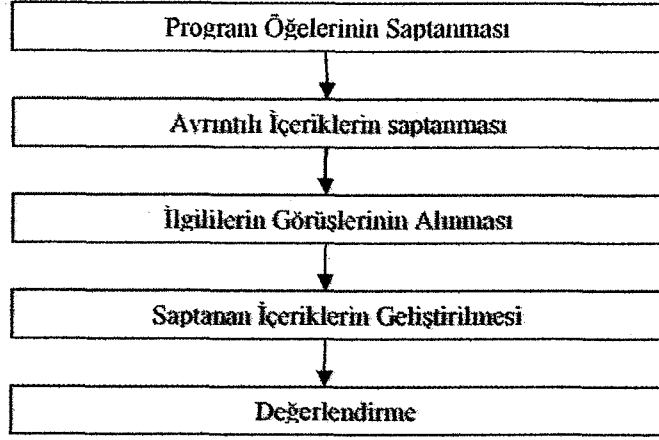 Program Öğelerinin Saptanması
Ayrıntılı İçeriklerin saptanması
İlgililerin Görüşlerinin Alınması
Saptanan İçeriklerin Geliştirilmesi
Değerlendirme